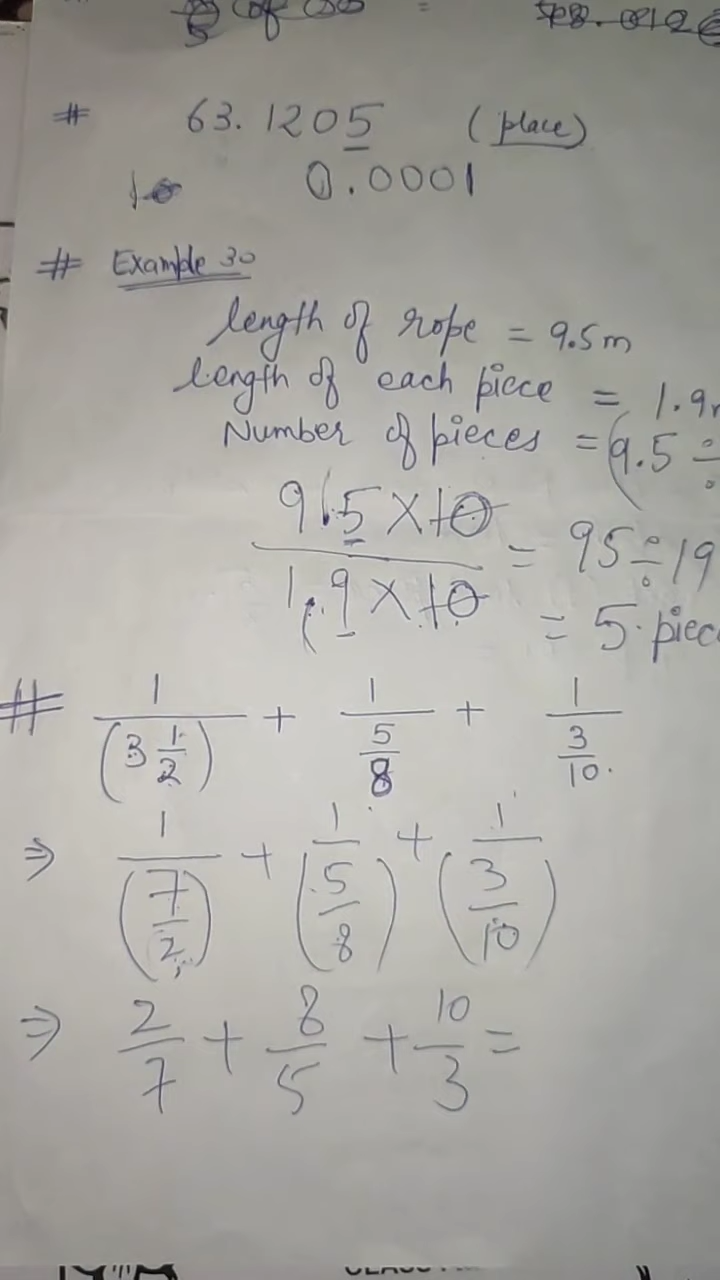 5 of
# 63.1205 (place)
10 0.0001
# Example 30
length of rope = 9.5m
length of each piece = 1.9
Number of pieces = (9.5 ÷
9.5 × 10 / 1.9 × 10 = 95 ÷ 19
= 5. piec
# 1/(3 1/2) + 1/(5/8) + 1/(3/10)
⇒ 1/(7/2) + 1/(5/8) + 1/(3/10)
⇒ 2/7 + 8/5 + 10/3 =